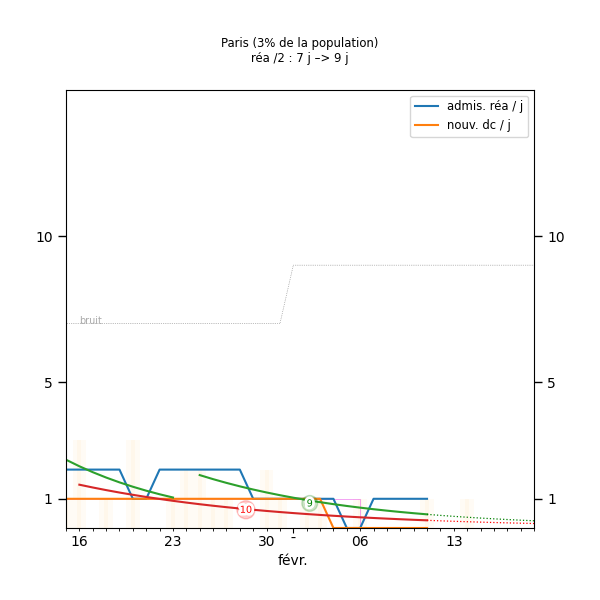 Paris (3% de la population)
réa /2 : 7 j –> 9 j
admis. réa / j
nouv. dc / j
10
10
bruit
5
5
9
10
1
1
16
23
30
-
06
13
févr.